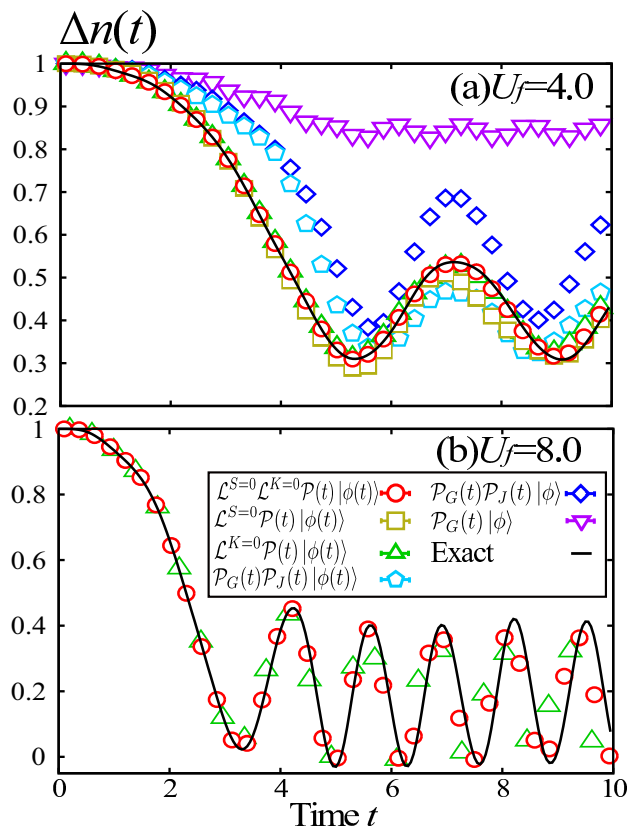 Δn(t)
(a) U_f=4.0
1
0.9
0.8
0.7
0.6
0.5
0.4
0.3
0.2
(b) U_f=8.0
1
0.8
0.6
0.4
0.2
0
ℒ^{S=0}ℒ^{K=0}𝒫(t)|ϕ(t)⟩
ℒ^{S=0}𝒫(t)|ϕ(t)⟩
ℒ^{K=0}𝒫(t)|ϕ(t)⟩
𝒫_G(t)𝒫_J(t)|ϕ(t)⟩
𝒫_G(t)𝒫_J(t)|ϕ⟩
𝒫_G(t)|ϕ⟩
Exact
0 2 4 6 8 10
Time t